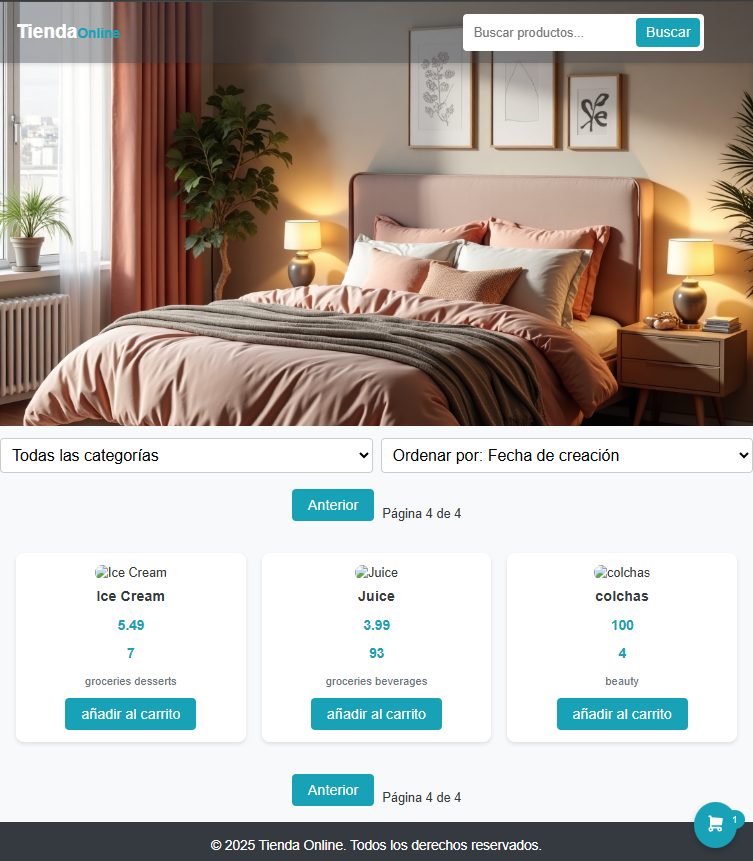 TiendaOnline
Buscar productos...
Buscar
Todas las categorías
Ordenar por: Fecha de creación
Anterior
Página 4 de 4
Ice Cream
Ice Cream
5.49
7
groceries desserts
añadir al carrito
Juice
Juice
3.99
93
groceries beverages
añadir al carrito
colchas
colchas
100
4
beauty
añadir al carrito
Anterior
Página 4 de 4
1
© 2025 Tienda Online. Todos los derechos reservados.